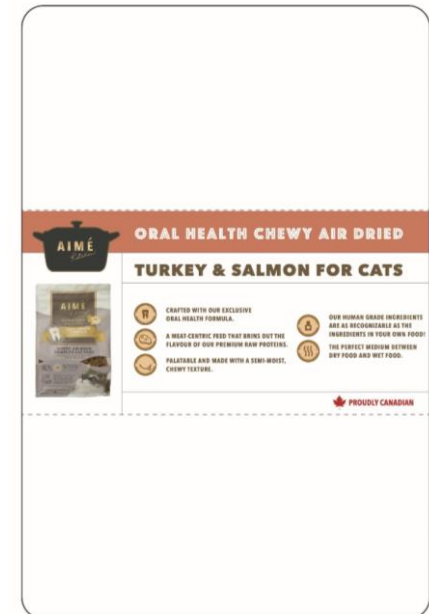 AIMÉ
Kitchen
ORAL HEALTH CHEWY AIR DRIED
TURKEY & SALMON FOR CATS
AIMÉ
CRAFTED WITH OUR EXCLUSIVE
ORAL HEALTH FORMULA.
A MEAT-CENTRIC FEED THAT BRINS OUT THE
FLAVOUR OF OUR PREMIUM RAW PROTEINS.
PALATABLE AND MADE WITH A SEMI-MOIST,
CHEWY TEXTURE.
OUR HUMAN GRADE INGREDIENTS
ARE AS RECOGNIZABLE AS THE
INGREDIENTS IN YOUR OWN FOOD!
THE PERFECT MEDIUM BETWEEN
DRY FOOD AND WET FOOD.
PROUDLY CANADIAN